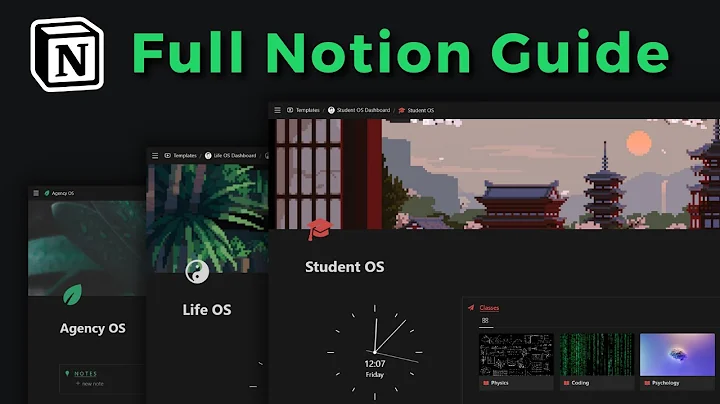 N
Full Notion Guide
Templates / Student OS Dashboard / Student OS
Templates / Life OS Dashboard /
Agency OS
Student OS
Life OS
Agency OS
Classes
NOTES
+ new note
12:07
Friday
Physics
Coding
Psychology